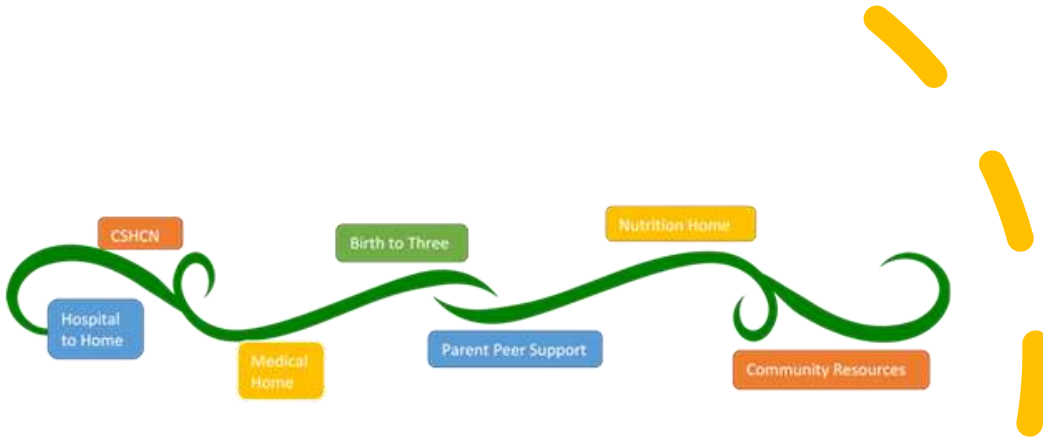 CSHCN
Hospital
to Home
Medical
Home
Birth to Three
Parent Peer Support
Nutrition Home
Community Resources